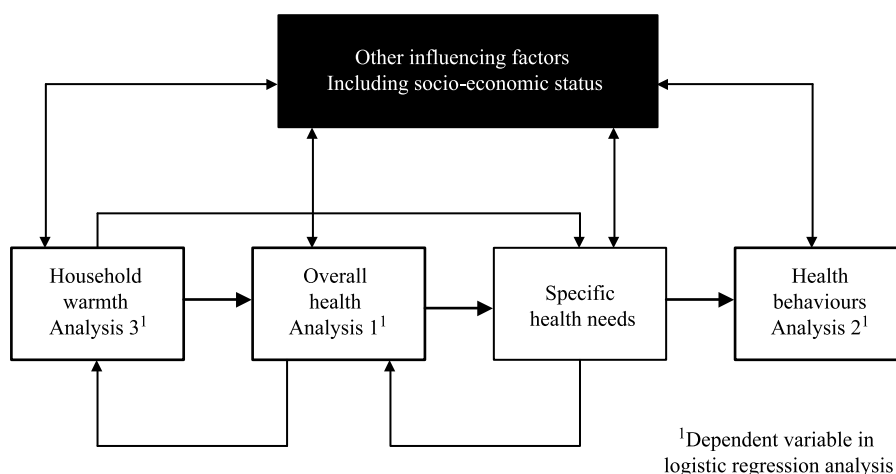 Other influencing factors
Including socio-economic status
Household
warmth
Analysis 3¹
Overall
health
Analysis 1¹
Specific
health needs
Health
behaviours
Analysis 2¹
¹Dependent variable in
logistic regression analysis